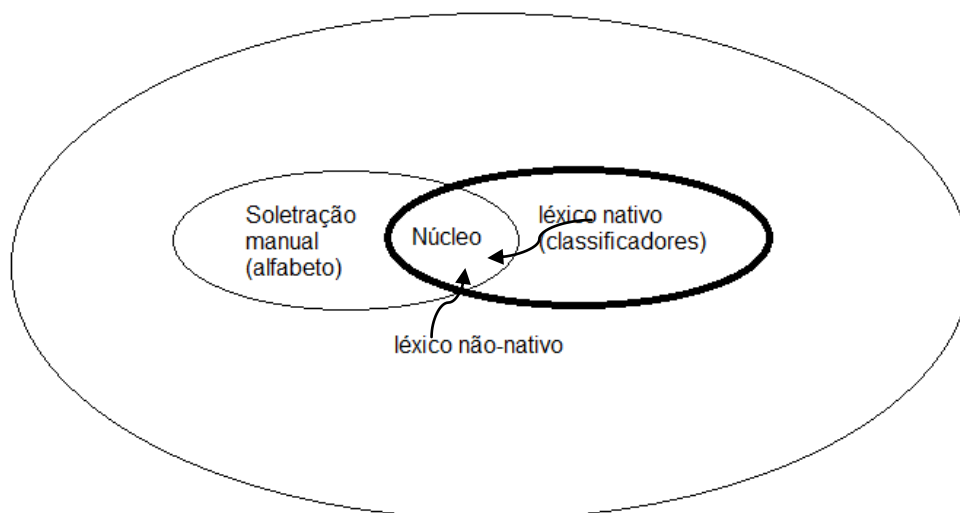 Soletração
manual
(alfabeto)
Núcleo
léxico nativo
(classificadores)
léxico não-nativo